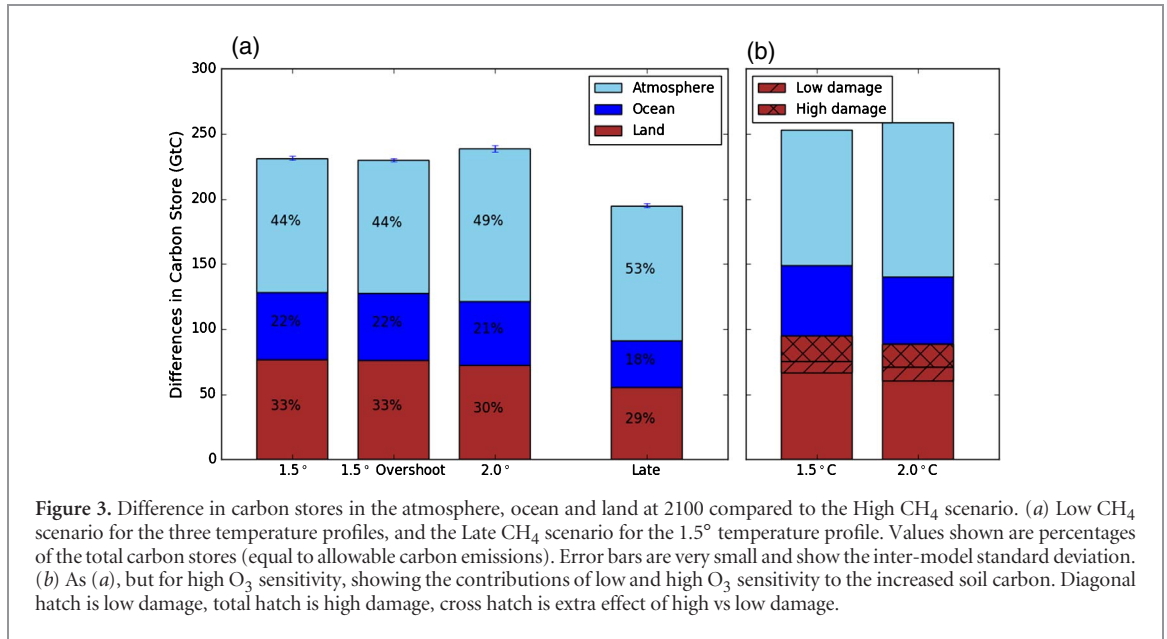 (a)
(b)
300
250
200
150
100
50
0
Differences in Carbon Store (GtC)
Atmosphere
Ocean
Land
Low damage
High damage
44%
44%
49%
53%
22%
22%
21%
18%
33%
33%
30%
29%
1.5°
1.5° Overshoot
2.0°
Late
1.5°C
2.0°C
Figure 3. Difference in carbon stores in the atmosphere, ocean and land at 2100 compared to the High CH₄ scenario. (a) Low CH₄
scenario for the three temperature profiles, and the Late CH₄ scenario for the 1.5° temperature profile. Values shown are percentages
of the total carbon stores (equal to allowable carbon emissions). Error bars are very small and show the inter-model standard deviation.
(b) As (a), but for high O₃ sensitivity, showing the contributions of low and high O₃ sensitivity to the increased soil carbon. Diagonal
hatch is low damage, total hatch is high damage, cross hatch is extra effect of high vs low damage.